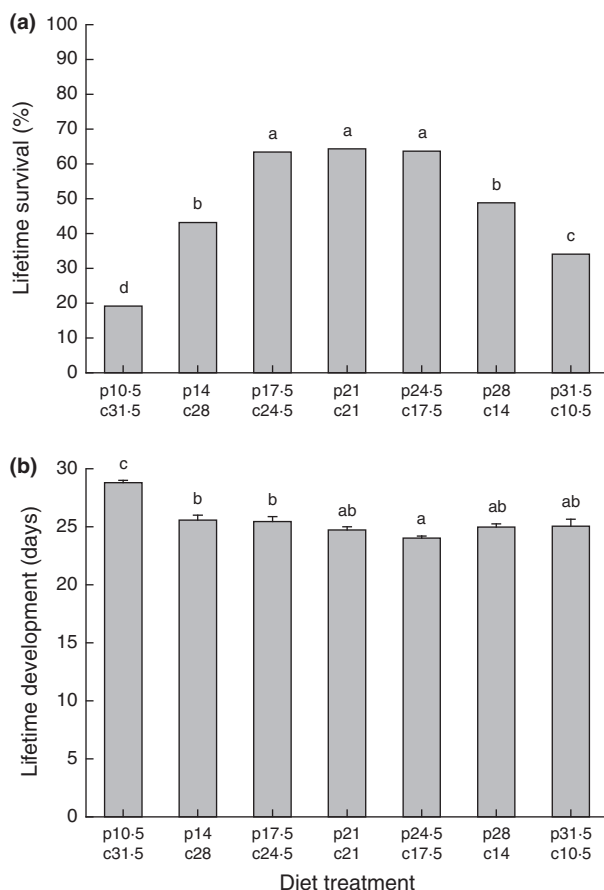 (a)
100
90
80
70
60
50
40
30
20
10
0
Lifetime survival (%)
d
b
a
a
a
b
c
p10·5 p14 p17·5 p21 p24·5 p28 p31·5
c31·5 c28 c24·5 c21 c17·5 c14 c10·5
(b)
30
25
20
15
10
5
0
Lifetime development (days)
c
b
b
ab
a
ab
ab
p10·5 p14 p17·5 p21 p24·5 p28 p31·5
c31·5 c28 c24·5 c21 c17·5 c14 c10·5
Diet treatment